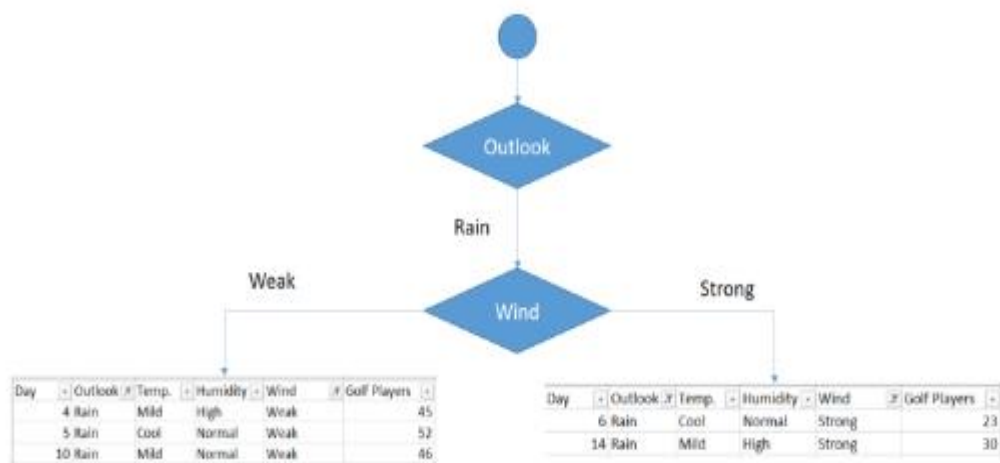 Outlook
Rain
Weak
Strong
Wind
Day Outlook Temp. Humidity Wind Golf Players
4 Rain Mild High Weak 45
5 Rain Cool Normal Weak 52
10 Rain Mild Normal Weak 46
Day Outlook Temp. Humidity Wind Golf Players
6 Rain Cool Normal Strong 23
14 Rain Mild High Strong 30